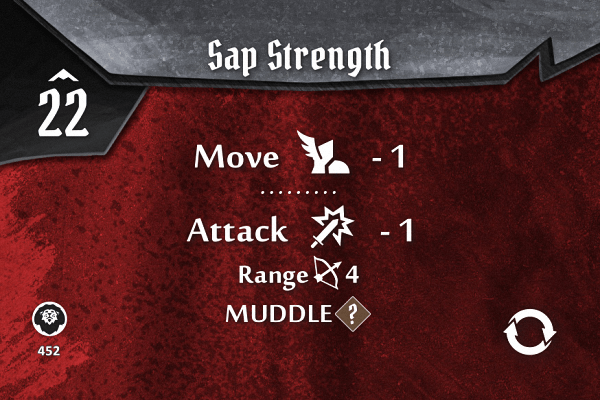 Sap Strength
22
Move - 1
Attack - 1
Range 4
MUDDLE ?
452